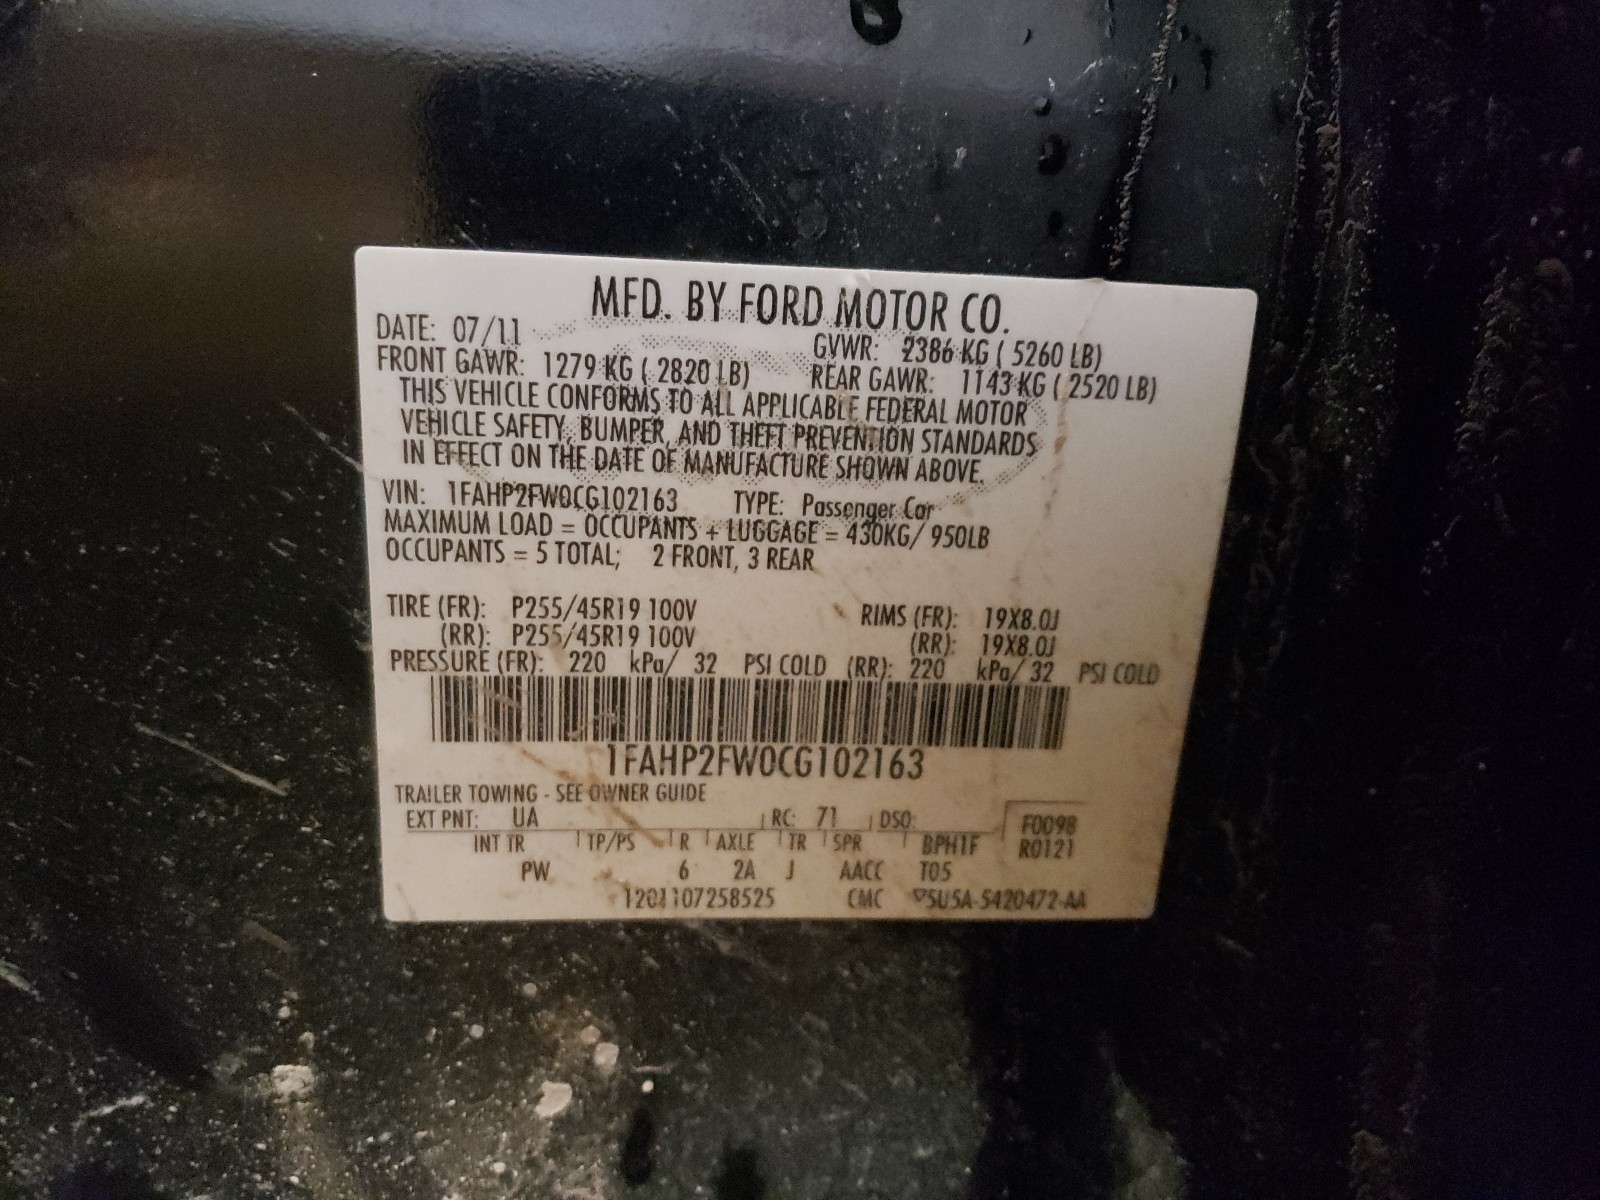 MFD. BY FORD MOTOR CO.
DATE: 07/11 GVWR: 2386 KG ( 5260 LB)
FRONT GAWR: 1279 KG ( 2820 LB) REAR GAWR: 1143 KG ( 2520 LB)
THIS VEHICLE CONFORMS TO ALL APPLICABLE FEDERAL MOTOR
VEHICLE SAFETY, BUMPER, AND THEFT PREVENTION STANDARDS
IN EFFECT ON THE DATE OF MANUFACTURE SHOWN ABOVE.
VIN: 1FAHP2FW0CG102163 TYPE: Passenger Car
MAXIMUM LOAD = OCCUPANTS + LUGGAGE = 430KG/ 950LB
OCCUPANTS = 5 TOTAL; 2 FRONT, 3 REAR
TIRE (FR): P255/45R19 100V RIMS (FR): 19X8.0J
(RR): P255/45R19 100V (RR): 19X8.0J
PRESSURE (FR): 220 kPa/ 32 PSI COLD (RR): 220 kPa/ 32 PSI COLD
1FAHP2FW0CG102163
TRAILER TOWING - SEE OWNER GUIDE
EXT PNT: UA RC: 71 DSO: F0098
INT TR TP/PS R AXLE TR SPR BPH1F R0121
PW 6 2A J AACC T05
1201107258525 CMC ▽5U5A-5420472-AA